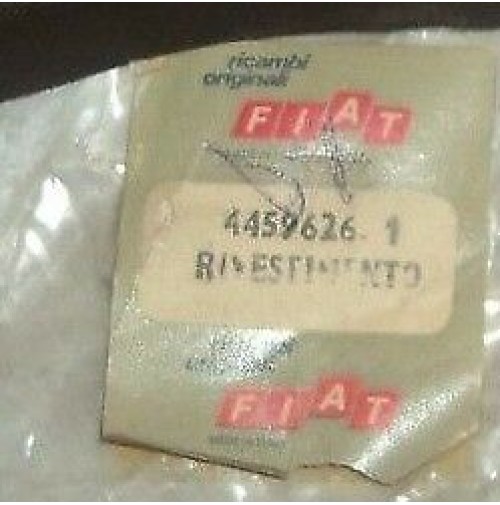 ricambi
originali
FIAT
4459626 1
RIVESTIMENTO
FIAT